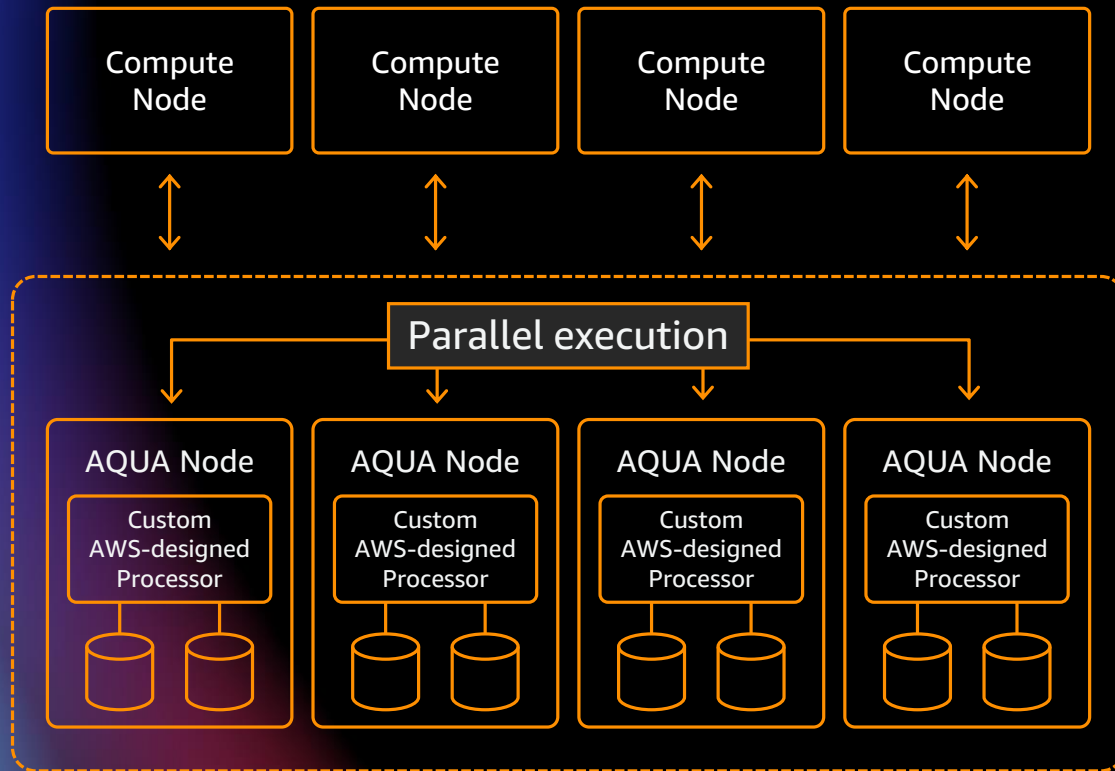 Compute
Node
Compute
Node
Compute
Node
Compute
Node
Parallel execution
AQUA Node
Custom
AWS-designed
Processor
AQUA Node
Custom
AWS-designed
Processor
AQUA Node
Custom
AWS-designed
Processor
AQUA Node
Custom
AWS-designed
Processor